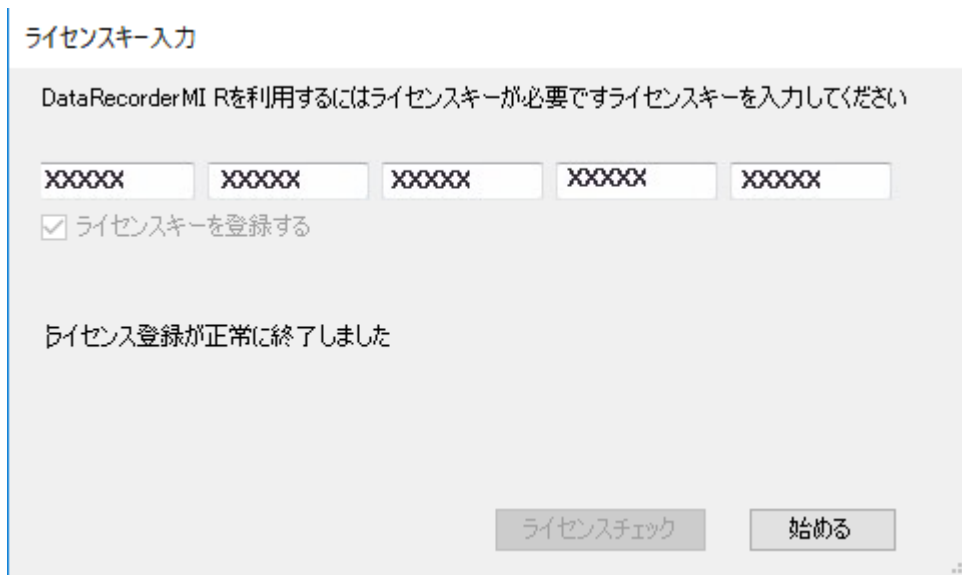 ライセンスキー入力
DataRecorderMI Rを利用するにはライセンスキーが必要ですライセンスキーを入力してください
XXXXX XXXXX XXXXX XXXXX XXXXX
ライセンスキーを登録する
ライセンス登録が正常に終了しました
ライセンスチェック 始める